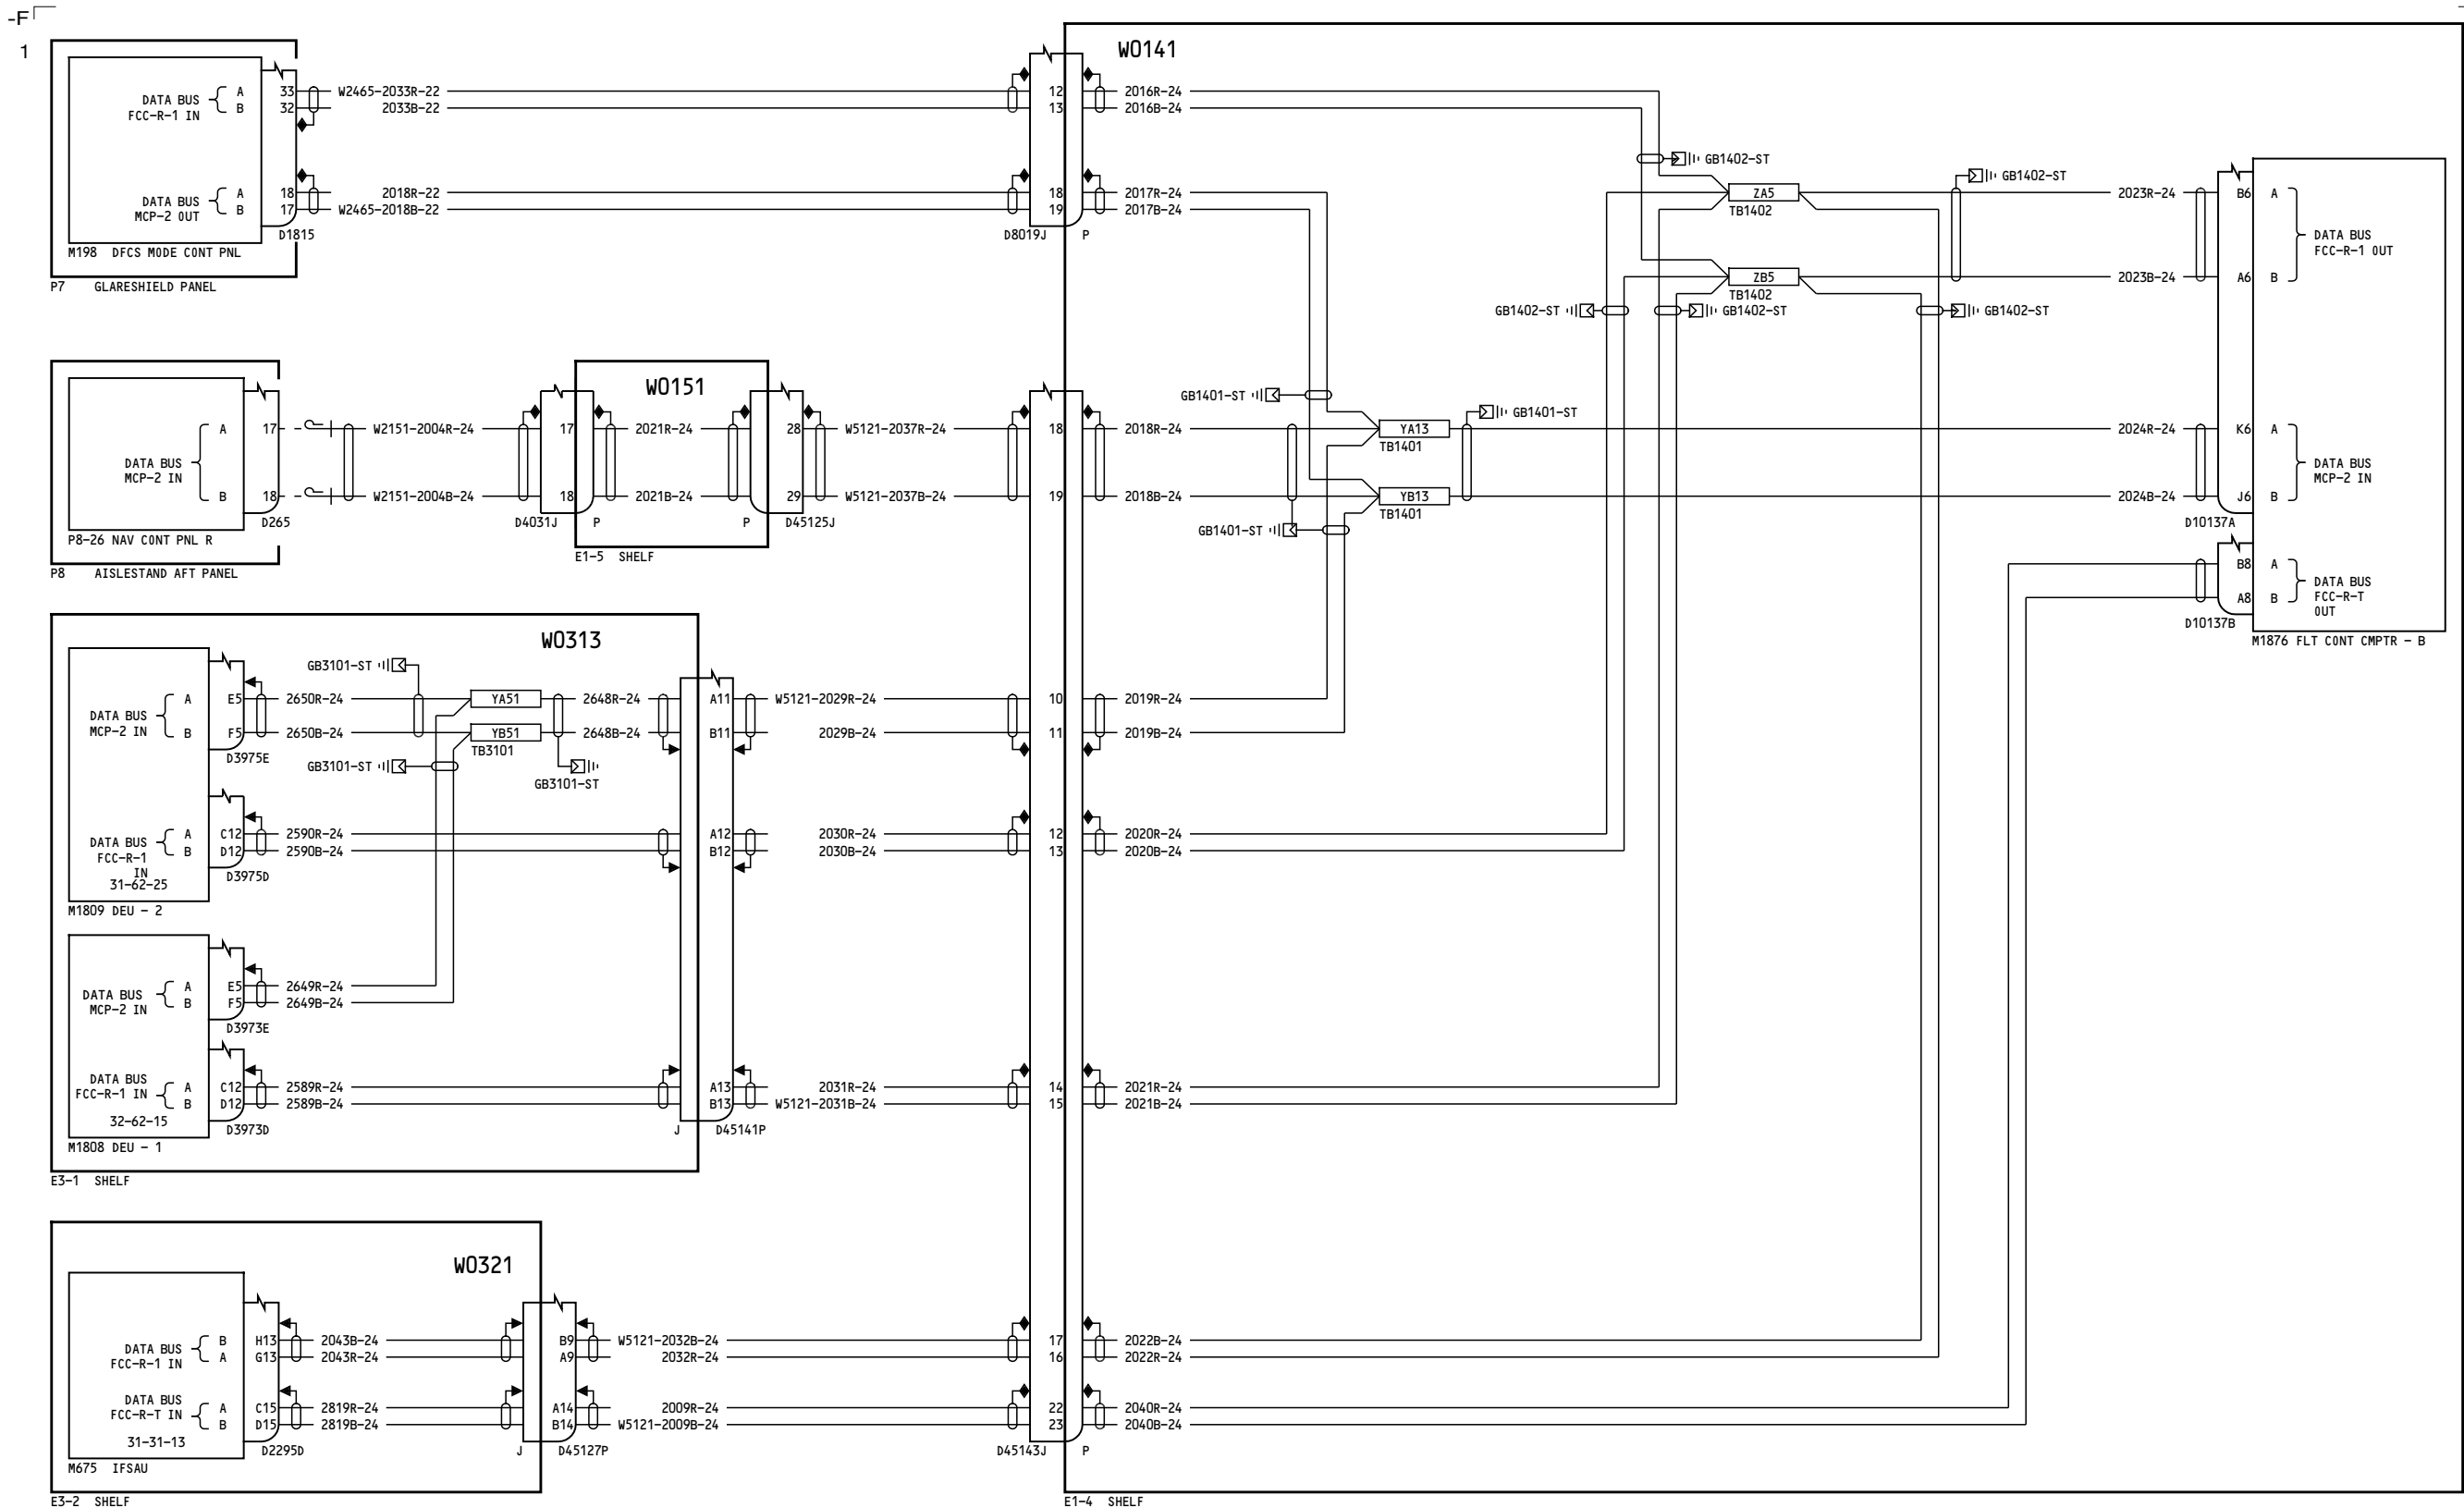 -F
1
W0141
DATA BUS
FCC-R-1 IN
A 33 W2465-2033R-22 12 2016R-24
B 32 2033B-22 13 2016B-24
GB1402-ST
GB1402-ST
DATA BUS
MCP-2 OUT
A 18 2018R-22 18 2017R-24 ZA5 2023R-24 B6 A
B 17 W2465-2018B-22 19 2017B-24 TB1402
D1815 D8019J P
M198 DFCS MODE CONT PNL
DATA BUS
FCC-R-1 OUT
P7 GLARESHIELD PANEL
ZB5 2023B-24 A6 B
TB1402
GB1402-ST GB1402-ST GB1402-ST
W0151
GB1401-ST
GB1401-ST
A 17 W2151-2004R-24 17 2021R-24 28 W5121-2037R-24 18 2018R-24 YA13 2024R-24 K6 A
TB1401
DATA BUS
MCP-2 IN
DATA BUS
MCP-2 IN
B 18 W2151-2004B-24 18 2021B-24 29 W5121-2037B-24 19 2018B-24 YB13 2024B-24 J6 B
TB1401
D265 D4031J P P D45125J D10137A
GB1401-ST
P8-26 NAV CONT PNL R
E1-5 SHELF
P8 AISLESTAND AFT PANEL
B8 A
DATA BUS
FCC-R-T
OUT
A8 B
D10137B
M1876 FLT CONT CMPTR - B
W0313
GB3101-ST
DATA BUS
MCP-2 IN
A E5 2650R-24 YA51 2648R-24 A11 W5121-2029R-24 10 2019R-24
B F5 2650B-24 YB51 2648B-24 B11 2029B-24 11 2019B-24
TB3101
D3975E
GB3101-ST
GB3101-ST
DATA BUS
FCC-R-1
IN
A C12 2590R-24 A12 2030R-24 12 2020R-24
B D12 2590B-24 B12 2030B-24 13 2020B-24
D3975D
31-62-25
M1809 DEU - 2
DATA BUS
MCP-2 IN
A E5 2649R-24
B F5 2649B-24
D3973E
DATA BUS
FCC-R-1 IN
A C12 2589R-24 A13 2031R-24 14 2021R-24
B D12 2589B-24 B13 W5121-2031B-24 15 2021B-24
32-62-15
D3973D J D45141P
M1808 DEU - 1
E3-1 SHELF
W0321
DATA BUS
FCC-R-1 IN
B H13 2043B-24 B9 W5121-2032B-24 17 2022B-24
A G13 2043R-24 A9 2032R-24 16 2022R-24
DATA BUS
FCC-R-T IN
A C15 2819R-24 A14 2009R-24 22 2040R-24
B D15 2819B-24 B14 W5121-2009B-24 23 2040B-24
31-31-13
D2295D J D45127P D45143J P
M675 IFSAU
E3-2 SHELF
E1-4 SHELF